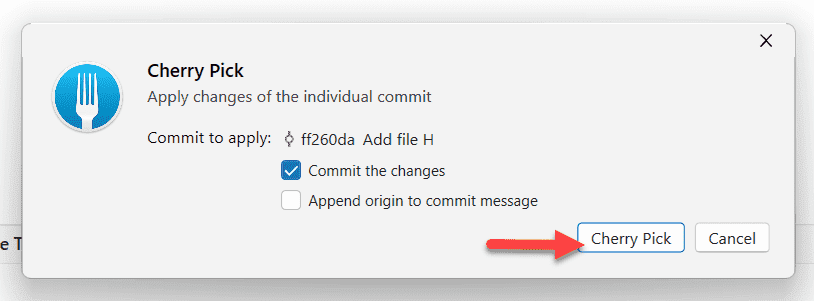 Cherry Pick
Apply changes of the individual commit
Commit to apply: ff260da Add file H
Commit the changes
Append origin to commit message
e T
Cherry Pick Cancel